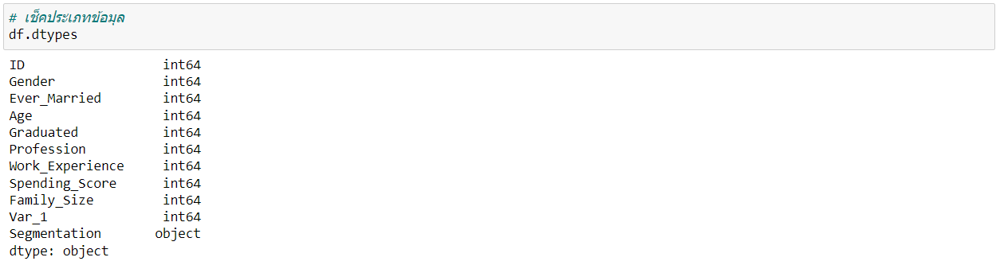 # เช็คประเภทข้อมุล
df.dtypes
ID int64
Gender int64
Ever_Married int64
Age int64
Graduated int64
Profession int64
Work_Experience int64
Spending_Score int64
Family_Size int64
Var_1 int64
Segmentation object
dtype: object